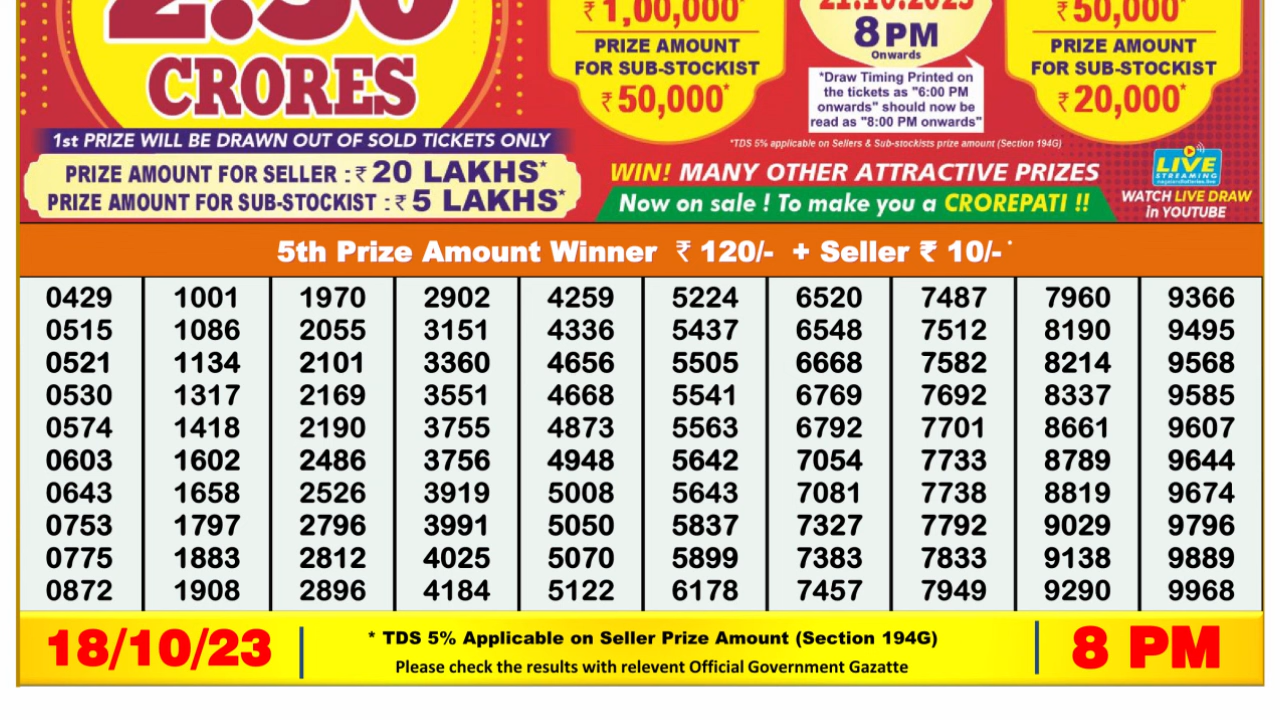 2.50
CRORES
1st PRIZE WILL BE DRAWN OUT OF SOLD TICKETS ONLY
PRIZE AMOUNT FOR SELLER : ₹ 20 LAKHS*
PRIZE AMOUNT FOR SUB-STOCKIST : ₹ 5 LAKHS*
₹ 1,00,000*
PRIZE AMOUNT
FOR SUB-STOCKIST
₹ 50,000*
21.10.2023
8 PM
Onwards
*Draw Timing Printed on
the tickets as "6:00 PM
onwards" should now be
read as "8:00 PM onwards"
₹ 50,000*
PRIZE AMOUNT
FOR SUB-STOCKIST
₹ 20,000*
*TDS 5% applicable on Sellers & Sub-stockists prize amount (Section 194G)
WIN! MANY OTHER ATTRACTIVE PRIZES
Now on sale ! To make you a CROREPATI !!
LIVE
STREAMING
WATCH LIVE DRAW
in YOUTUBE
5th Prize Amount Winner ₹ 120/- + Seller ₹ 10/- *
0429 1001 1970 2902 4259 5224 6520 7487 7960 9366
0515 1086 2055 3151 4336 5437 6548 7512 8190 9495
0521 1134 2101 3360 4656 5505 6668 7582 8214 9568
0530 1317 2169 3551 4668 5541 6769 7692 8337 9585
0574 1418 2190 3755 4873 5563 6792 7701 8661 9607
0603 1602 2486 3756 4948 5642 7054 7733 8789 9644
0643 1658 2526 3919 5008 5643 7081 7738 8819 9674
0753 1797 2796 3991 5050 5837 7327 7792 9029 9796
0775 1883 2812 4025 5070 5899 7383 7833 9138 9889
0872 1908 2896 4184 5122 6178 7457 7949 9290 9968
18/10/23
* TDS 5% Applicable on Seller Prize Amount (Section 194G)
Please check the results with relevent Official Government Gazatte
8 PM